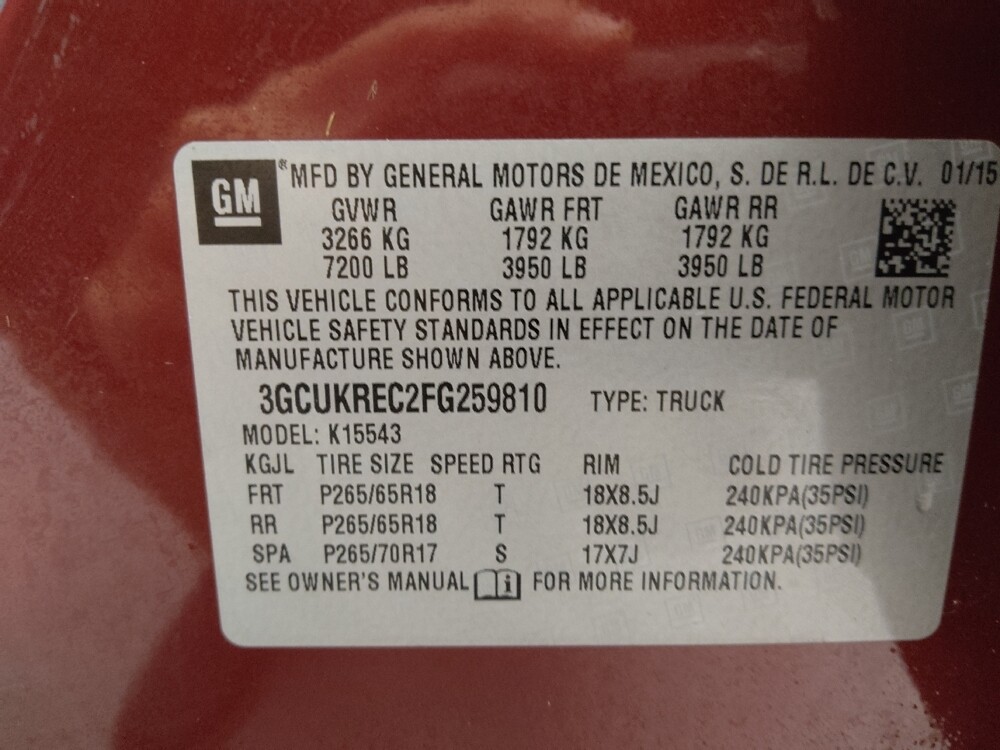 GM ® MFD BY GENERAL MOTORS DE MEXICO, S. DE R.L. DE C.V. 01/15
GVWR GAWR FRT GAWR RR
3266 KG 1792 KG 1792 KG
7200 LB 3950 LB 3950 LB
THIS VEHICLE CONFORMS TO ALL APPLICABLE U.S. FEDERAL MOTOR
VEHICLE SAFETY STANDARDS IN EFFECT ON THE DATE OF
MANUFACTURE SHOWN ABOVE.
3GCUKREC2FG259810 TYPE: TRUCK
MODEL: K15543
KGJL TIRE SIZE SPEED RTG RIM COLD TIRE PRESSURE
FRT P265/65R18 T 18X8.5J 240KPA(35PSI)
RR P265/65R18 T 18X8.5J 240KPA(35PSI)
SPA P265/70R17 S 17X7J 240KPA(35PSI)
SEE OWNER'S MANUAL i FOR MORE INFORMATION.